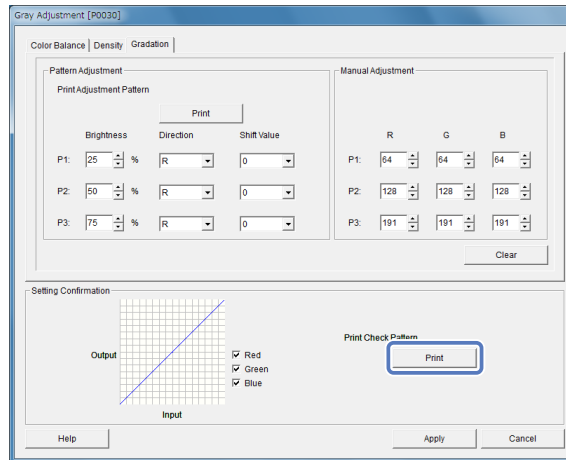 Gray Adjustment [P0030]
Color Balance Density Gradation
Pattern Adjustment
Print Adjustment Pattern
Print
Brightness Direction Shift Value
P1: 25 % R 0
P2: 50 % R 0
P3: 75 % R 0
Manual Adjustment
R G B
P1: 64 64 64
P2: 128 128 128
P3: 191 191 191
Clear
Setting Confirmation
Output
Input
Red
Green
Blue
Print Check Pattern
Print
Help Apply Cancel